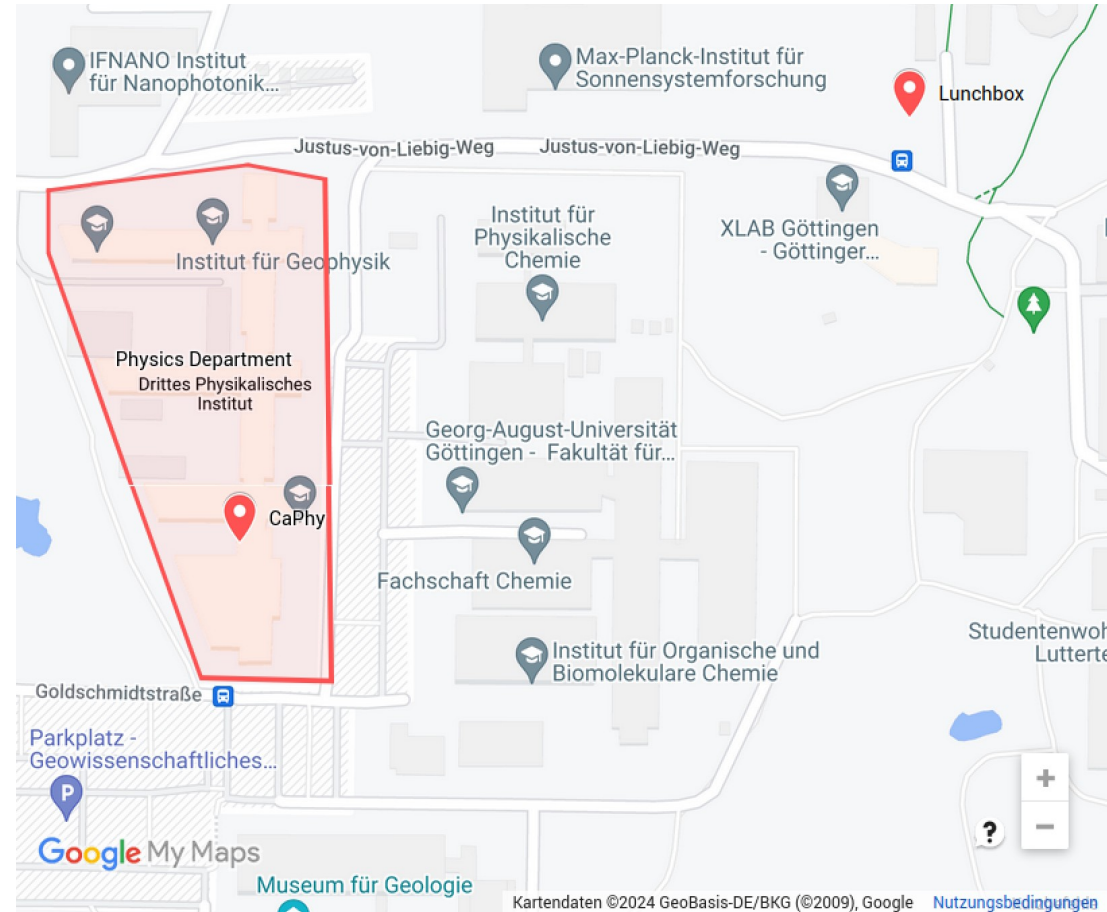 IFNANO Institut
für Nanophotonik...
Max-Planck-Institut für
Sonnensystemforschung
Lunchbox
Justus-von-Liebig-Weg
Justus-von-Liebig-Weg
Institut für
Physikalische
Chemie
XLAB Göttingen
- Göttinger...
Institut für Geophysik
Physics Department
Drittes Physikalisches
Institut
Georg-August-Universität
Göttingen - Fakultät für...
CaPhy
Fachschaft Chemie
Studentenwoh
Lutterte
Institut für Organische und
Biomolekulare Chemie
Goldschmidtstraße
Parkplatz -
Geowissenschaftliches...
P
+
−
?
Google My Maps
Museum für Geologie
Kartendaten ©2024 GeoBasis-DE/BKG (©2009), Google
Nutzungsbedingungen